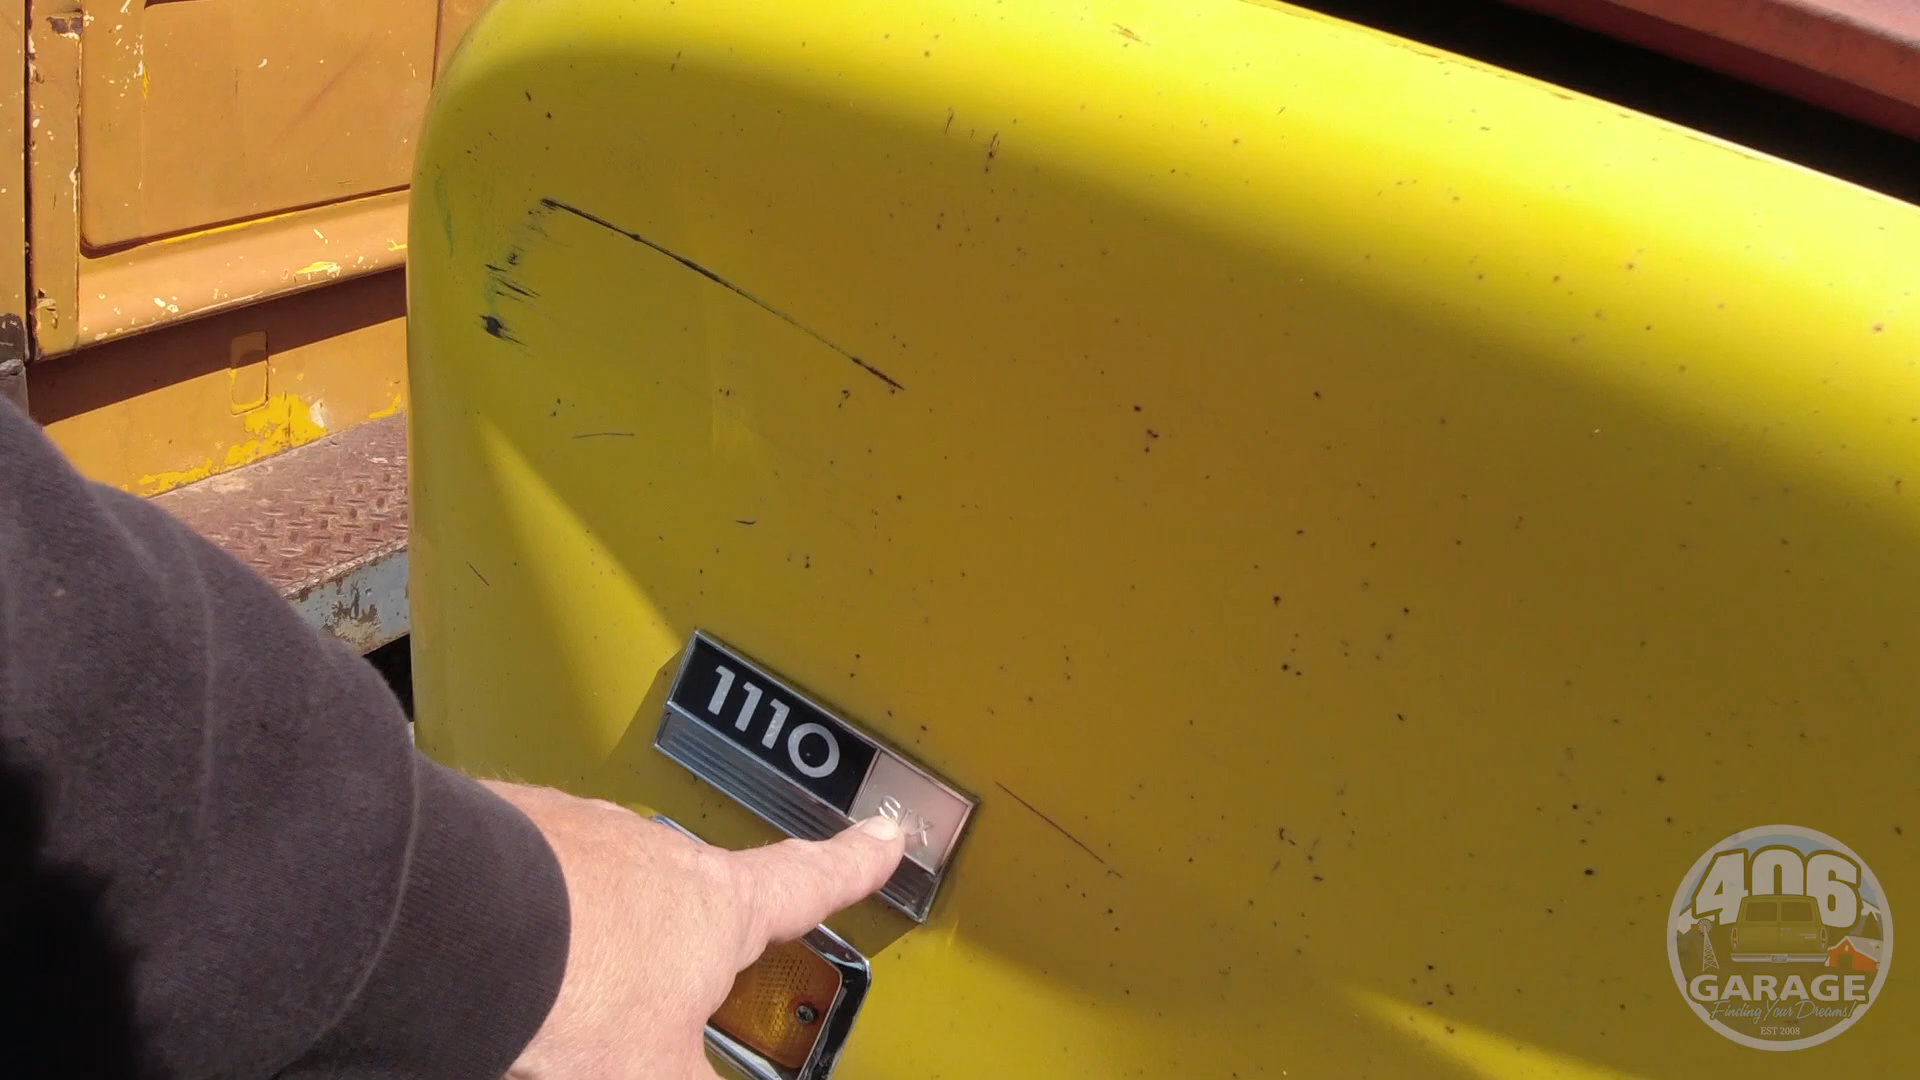 1110
SIX
406
GARAGE
Finding Your Dreams!
EST 2008